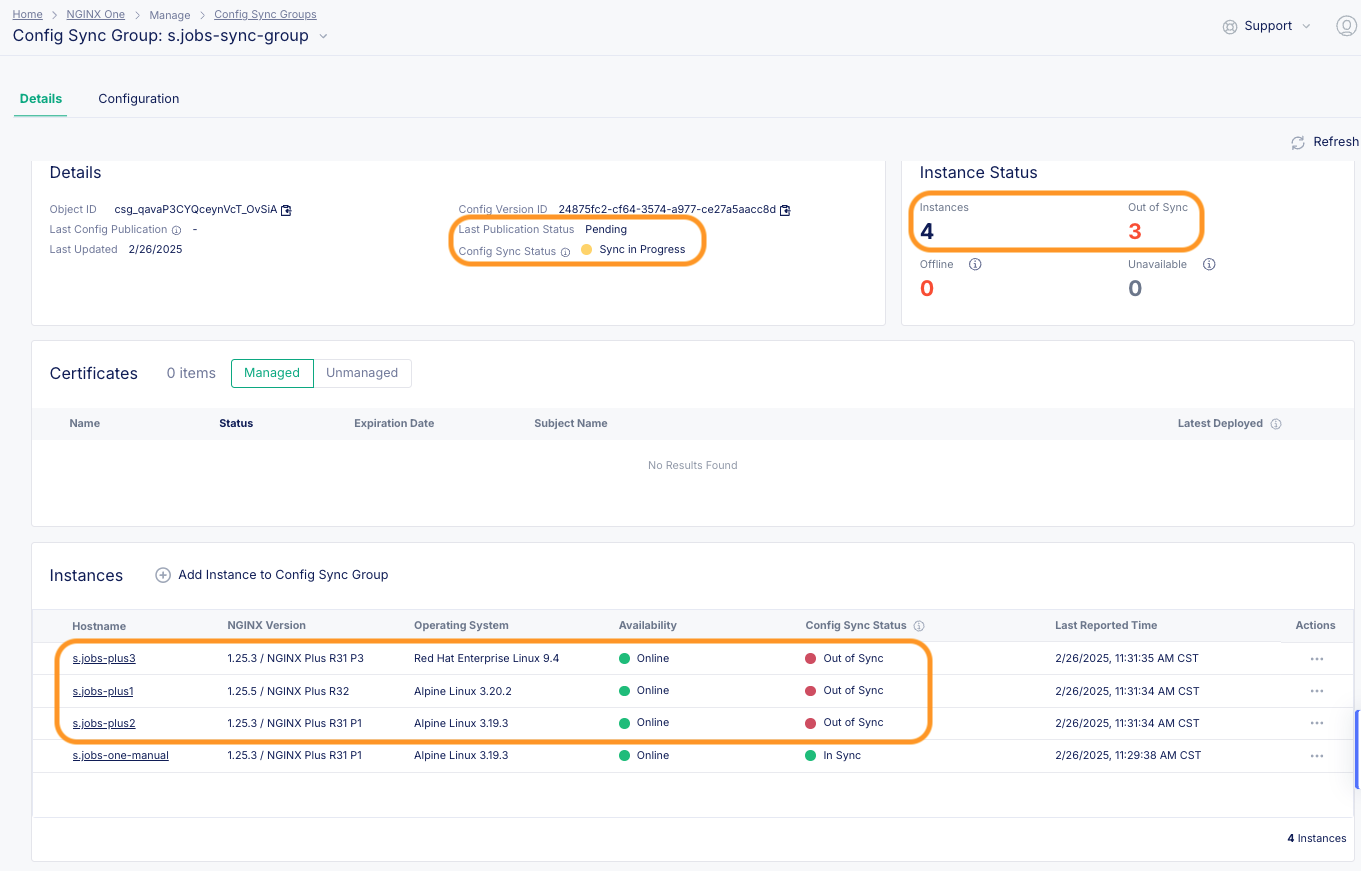 Home > NGINX One > Manage > Config Sync Groups
Config Sync Group: s.jobs-sync-group
Support
Details Configuration
Refresh
Details
Object ID csg_qavaP3CYQceynVcT_OvSiA
Last Config Publication -
Last Updated 2/26/2025
Config Version ID 24875fc2-cf64-3574-a977-ce27a5aacc8d
Last Publication Status Pending
Config Sync Status Sync in Progress
Instance Status
Instances Out of Sync
4 3
Offline Unavailable
0 0
Certificates 0 items Managed Unmanaged
Name Status Expiration Date Subject Name Latest Deployed
No Results Found
Instances Add Instance to Config Sync Group
Hostname NGINX Version Operating System Availability Config Sync Status Last Reported Time Actions
s.jobs-plus3 1.25.3 / NGINX Plus R31 P3 Red Hat Enterprise Linux 9.4 Online Out of Sync 2/26/2025, 11:31:35 AM CST
s.jobs-plus1 1.25.5 / NGINX Plus R32 Alpine Linux 3.20.2 Online Out of Sync 2/26/2025, 11:31:34 AM CST
s.jobs-plus2 1.25.3 / NGINX Plus R31 P1 Alpine Linux 3.19.3 Online Out of Sync 2/26/2025, 11:31:34 AM CST
s.jobs-one-manual 1.25.3 / NGINX Plus R31 P1 Alpine Linux 3.19.3 Online In Sync 2/26/2025, 11:29:38 AM CST
4 Instances